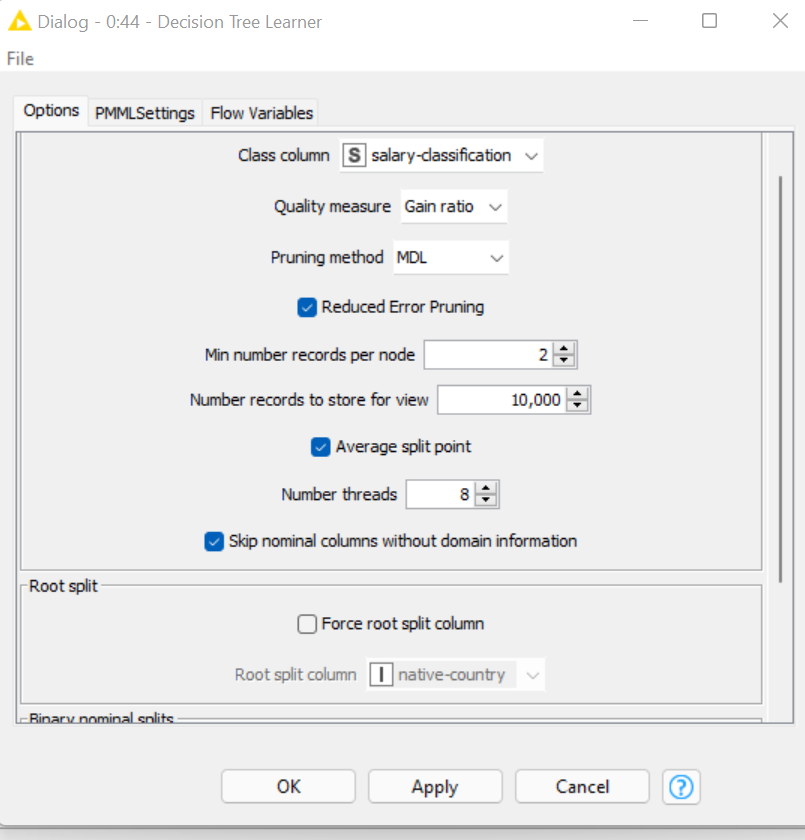 Dialog - 0:44 - Decision Tree Learner
File
Options PMMLSettings Flow Variables
Class column S salary-classification
Quality measure Gain ratio
Pruning method MDL
Reduced Error Pruning
Min number records per node 2
Number records to store for view 10,000
Average split point
Number threads 8
Skip nominal columns without domain information
Root split
Force root split column
Root split column I native-country
Binary nominal splits
OK Apply Cancel ?